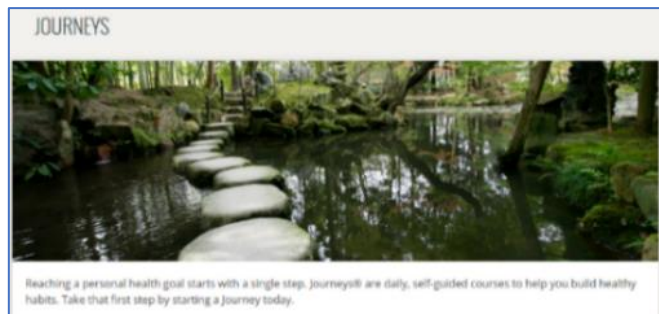 JOURNEYS
Reaching a personal health goal starts with a single step. Journeys® are daily, self-guided courses to help you build healthy
habits. Take that first step by starting a Journey today.